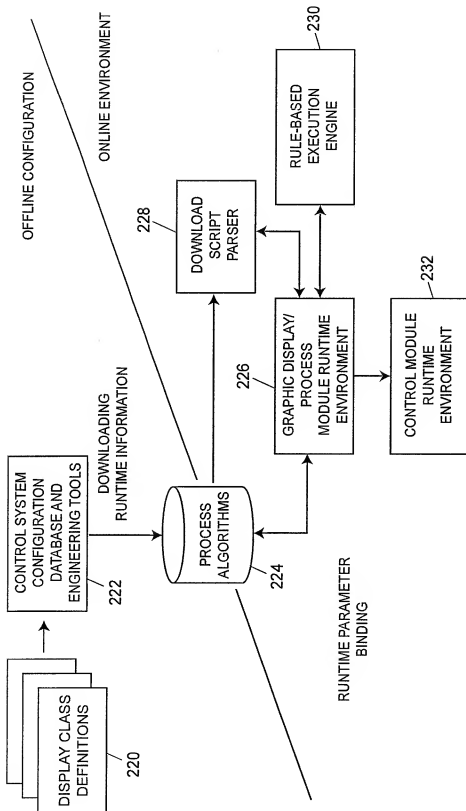 OFFLINE CONFIGURATION
ONLINE ENVIRONMENT
DISPLAY CLASS
DEFINITIONS
220
CONTROL SYSTEM
CONFIGURATION
DATABASE AND
ENGINEERING TOOLS
222
DOWNLOADING
RUNTIME INFORMATION
PROCESS
ALGORITHMS
224
DOWNLOAD
SCRIPT
PARSER
228
RUNTIME PARAMETER
BINDING
GRAPHIC DISPLAY/
PROCESS
MODULE RUNTIME
ENVIRONMENT
226
RULE-BASED
EXECUTION
ENGINE
230
CONTROL MODULE
RUNTIME
ENVIRONMENT
232